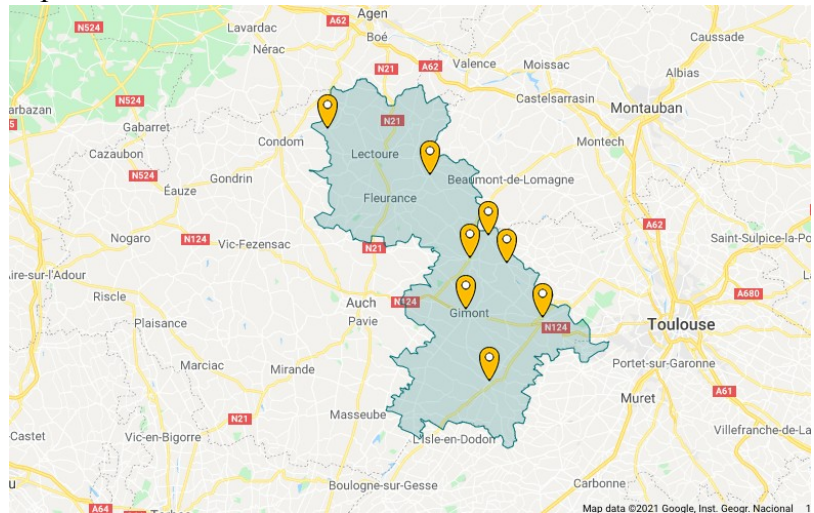 Agen
A62
N524
Lavardac
Boé
Caussade
Nérac
N21
A62
Valence
Moissac
Albias
N524
Castelsarrasin
Montauban
arbazan
Gabarret
N21
Condom
Montech
Cazaubon
Lectoure
N524
Gondrin
Beaumont-de-Lomagne
Éauze
Fleurance
A62
Nogaro
N124
Vic-Fezensac
N21
Saint-Sulpice-la-Po
Aire-sur-l'Adour
Riscle
Auch
N124
A680
Gimont
Plaisance
Pavie
N124
Toulouse
Marciac
Mirande
Portet-sur-Garonne
A61
Muret
N21
Masseube
Castet
Vic-en-Bigorre
L'Isle-en-Dodon
Villefranche-de-La
Boulogne-sur-Gesse
Carbonne
A64
Map data ©2021 Google, Inst. Geogr. Nacional